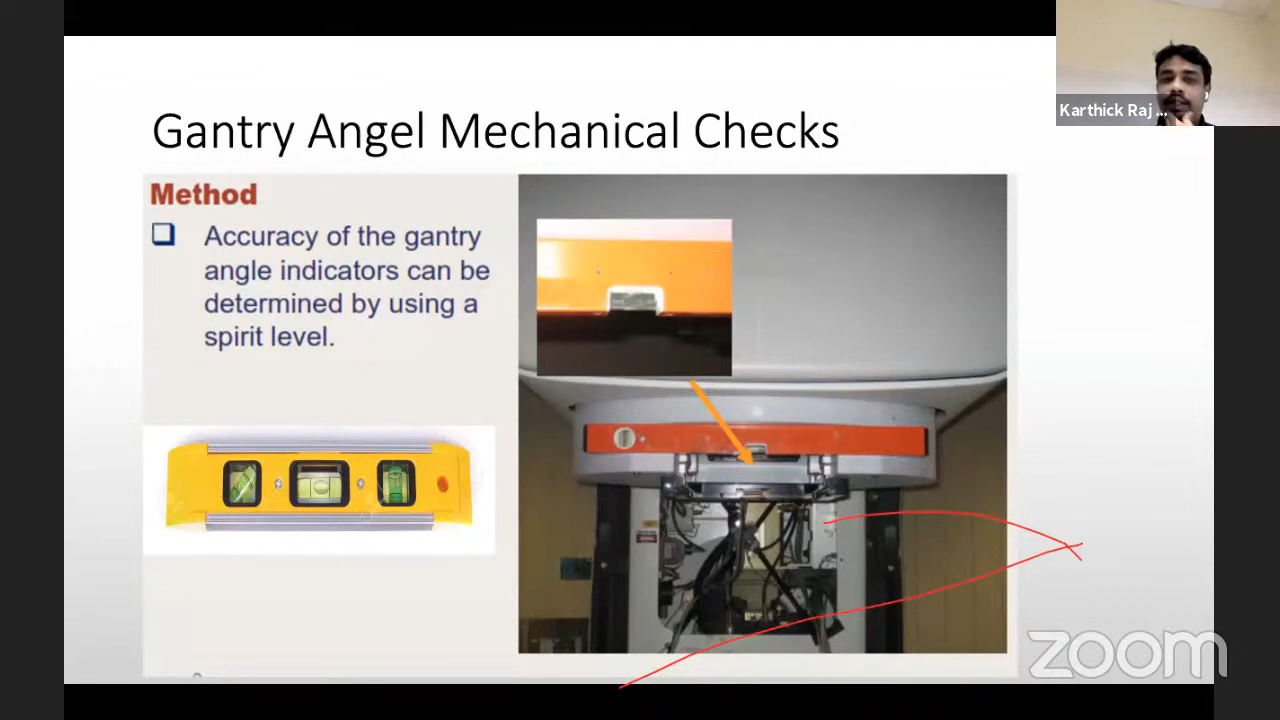 Karthick Raj ...
Gantry Angel Mechanical Checks
Method
Accuracy of the gantry
angle indicators can be
determined by using a
spirit level.
zoom